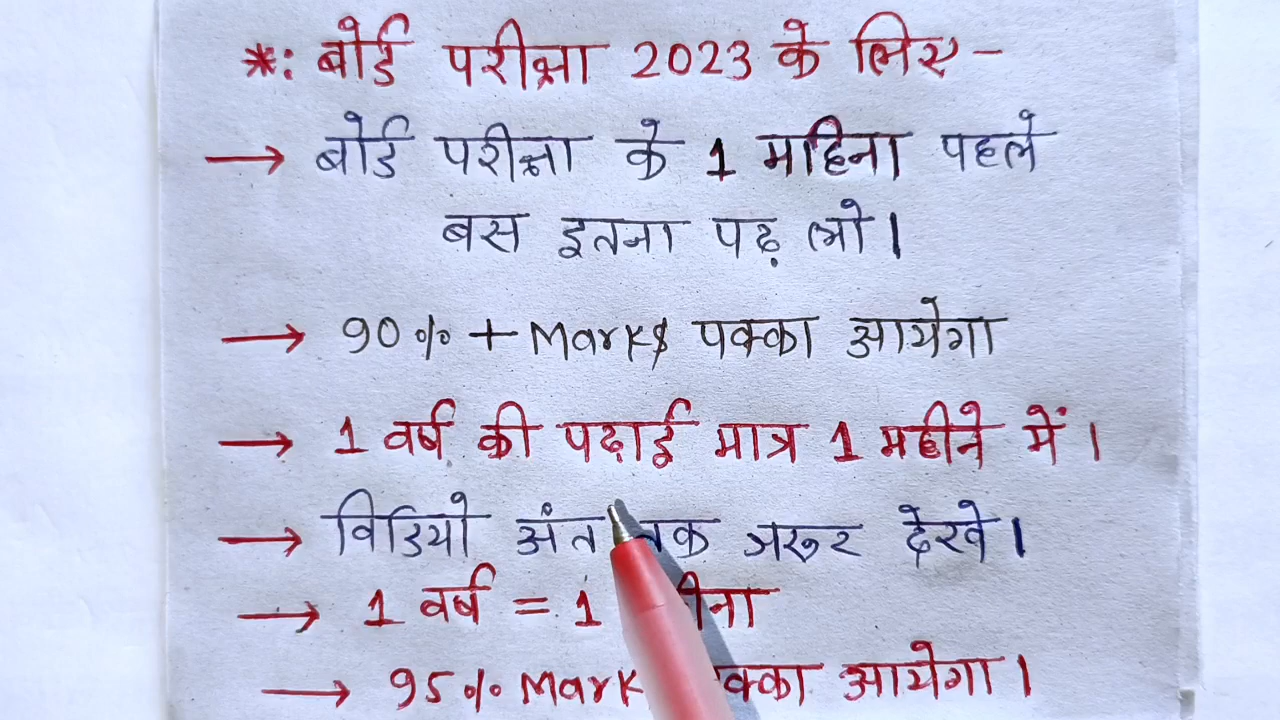 *: बोर्ड परीक्षा 2023 के लिए -
→ बोर्ड परीक्षा के 1 महिना पहले
बस इतना पढ़ लो।
→ 90% + Marks पक्का आयेगा
→ 1 वर्ष की पढ़ाई मात्र 1 महीने में।
→ विडियो अंत तक जरूर देखे।
→ 1 वर्ष = 1
→ 95% Mark आयेगा।